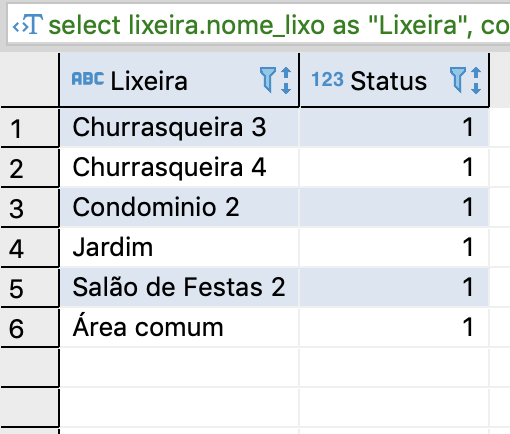 T select lixeira.nome_lixo as "Lixeira", co
ABC Lixeira 123 Status
1 Churrasqueira 3 1
2 Churrasqueira 4 1
3 Condominio 2 1
4 Jardim 1
5 Salão de Festas 2 1
6 Área comum 1